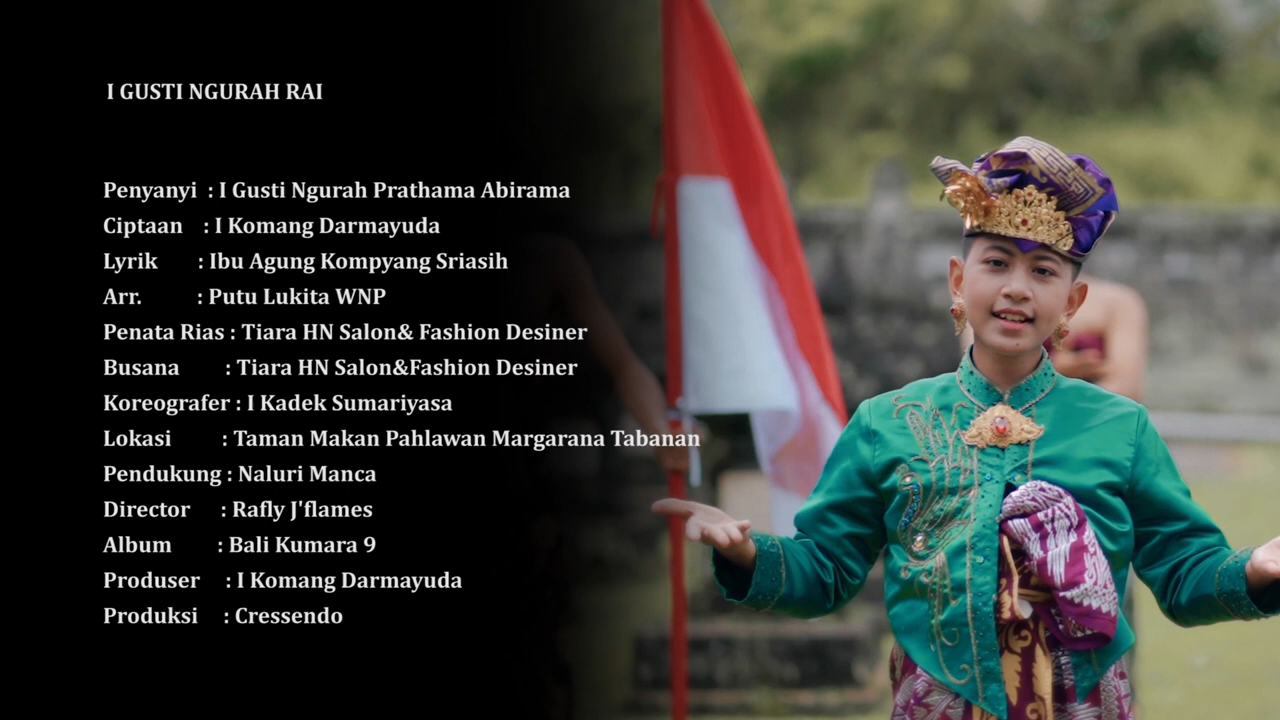 I GUSTI NGURAH RAI
Penyanyi : I Gusti Ngurah Prathama Abirama
Ciptaan : I Komang Darmayuda
Lyrik : Ibu Agung Kompyang Sriasih
Arr. : Putu Lukita WNP
Penata Rias : Tiara HN Salon& Fashion Desiner
Busana : Tiara HN Salon&Fashion Desiner
Koreografer : I Kadek Sumariyasa
Lokasi : Taman Makan Pahlawan Margarana Tabanan
Pendukung : Naluri Manca
Director : Rafly J'flames
Album : Bali Kumara 9
Produser : I Komang Darmayuda
Produksi : Cressendo